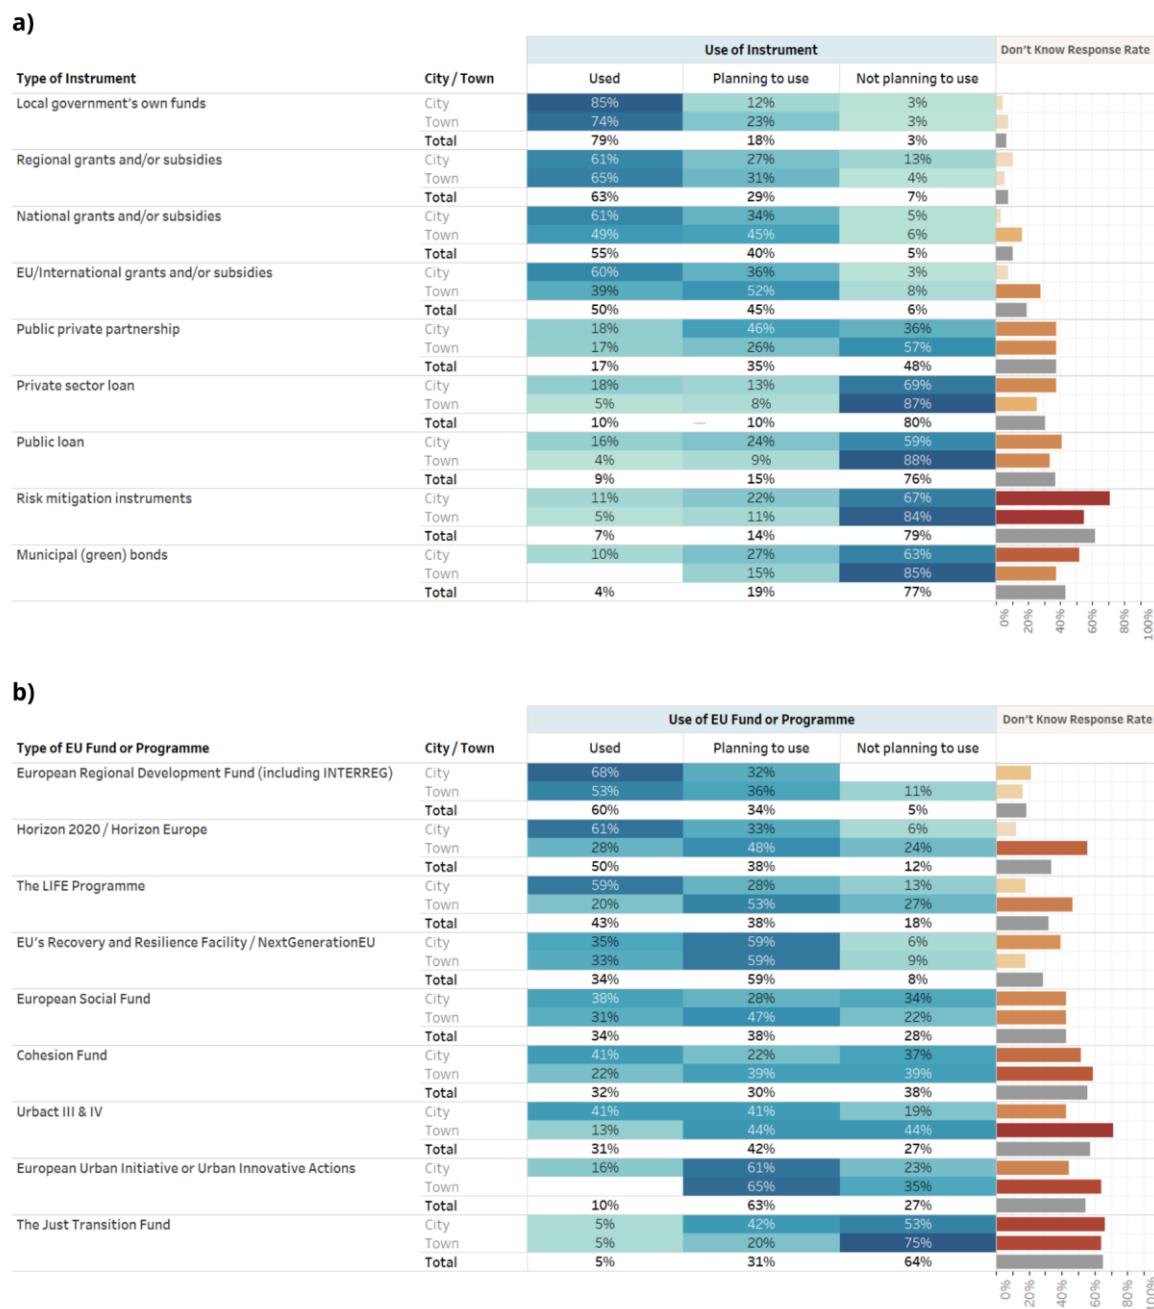 a)
Use of Instrument Don't Know Response Rate
Type of Instrument City / Town Used Planning to use Not planning to use
Local government's own funds City 85% 12% 3%
Town 74% 23% 3%
Total 79% 18% 3%
Regional grants and/or subsidies City 61% 27% 13%
Town 65% 31% 4%
Total 63% 29% 7%
National grants and/or subsidies City 61% 34% 5%
Town 49% 45% 6%
Total 55% 40% 5%
EU/International grants and/or subsidies City 60% 36% 3%
Town 39% 52% 8%
Total 50% 45% 6%
Public private partnership City 18% 46% 36%
Town 17% 26% 57%
Total 17% 35% 48%
Private sector loan City 18% 13% 69%
Town 5% 8% 87%
Total 10% 10% 80%
Public loan City 16% 24% 59%
Town 4% 9% 88%
Total 9% 15% 76%
Risk mitigation instruments City 11% 22% 67%
Town 5% 11% 84%
Total 7% 14% 79%
Municipal (green) bonds City 10% 27% 63%
Town 15% 85%
Total 4% 19% 77%
0% 20% 40% 60% 80% 100%
b)
Use of EU Fund or Programme Don't Know Response Rate
Type of EU Fund or Programme City / Town Used Planning to use Not planning to use
European Regional Development Fund (including INTERREG) City 68% 32%
Town 53% 36% 11%
Total 60% 34% 5%
Horizon 2020 / Horizon Europe City 61% 33% 6%
Town 28% 48% 24%
Total 50% 38% 12%
The LIFE Programme City 59% 28% 13%
Town 20% 53% 27%
Total 43% 38% 18%
EU's Recovery and Resilience Facility / NextGenerationEU City 35% 59% 6%
Town 33% 59% 9%
Total 34% 59% 8%
European Social Fund City 38% 28% 34%
Town 31% 47% 22%
Total 34% 38% 28%
Cohesion Fund City 41% 22% 37%
Town 22% 39% 39%
Total 32% 30% 38%
Urbact III & IV City 41% 41% 19%
Town 13% 44% 44%
Total 31% 42% 27%
European Urban Initiative or Urban Innovative Actions City 16% 61% 23%
Town 65% 35%
Total 10% 63% 27%
The Just Transition Fund City 5% 42% 53%
Town 5% 20% 75%
Total 5% 31% 64%
0% 20% 40% 60% 80% 100%